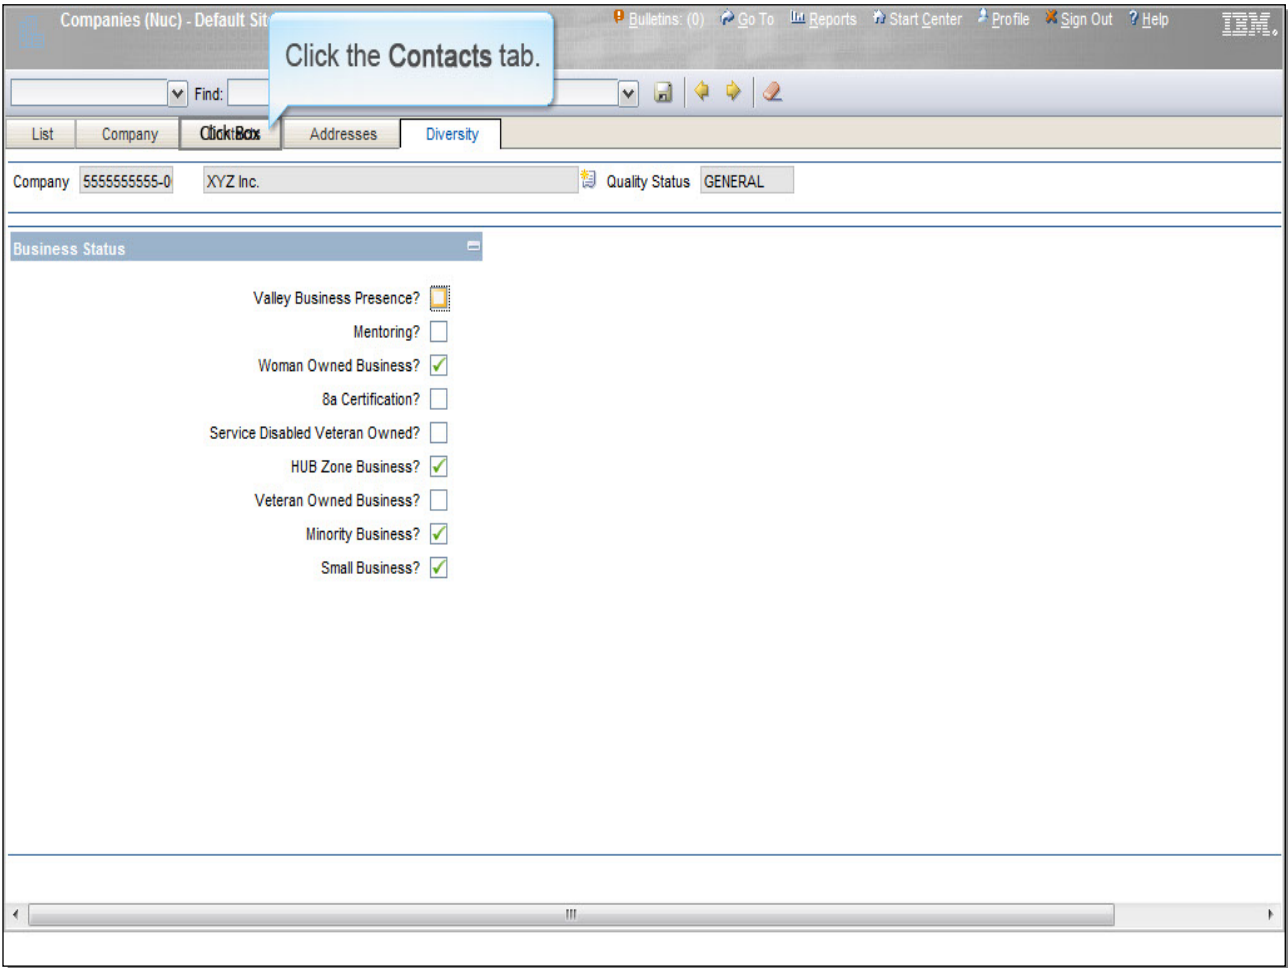 Companies (Nuc) - Default Sit
Bulletins: (0) Go To Reports Start Center Profile Sign Out ? Help
IBM.
Click the Contacts tab.
Find:
List Company Click Box Addresses Diversity
Company 5555555555-0 XYZ Inc. Quality Status GENERAL
Business Status
Valley Business Presence?
Mentoring?
Woman Owned Business?
8a Certification?
Service Disabled Veteran Owned?
HUB Zone Business?
Veteran Owned Business?
Minority Business?
Small Business?